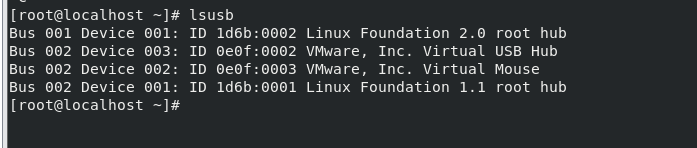 [root@localhost ~]# lsusb
Bus 001 Device 001: ID 1d6b:0002 Linux Foundation 2.0 root hub
Bus 002 Device 003: ID 0e0f:0002 VMware, Inc. Virtual USB Hub
Bus 002 Device 002: ID 0e0f:0003 VMware, Inc. Virtual Mouse
Bus 002 Device 001: ID 1d6b:0001 Linux Foundation 1.1 root hub
[root@localhost ~]#